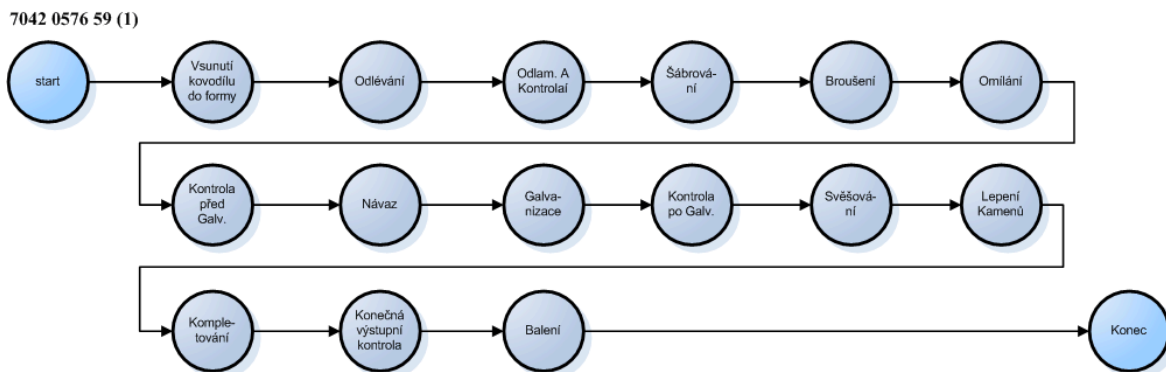 7042 0576 59 (1)
start
Vsunutí
kovodílu
do formy
Odlévání
Odlam. A
Kontrolaí
Šábrová-
ní
Broušení
Omílání
Kontrola
před
Galv.
Návaz
Galva-
nizace
Kontrola
po Galv.
Svěšová-
ní
Lepení
Kamenů
Komple-
tování
Konečná
výstupní
kontrola
Balení
Konec